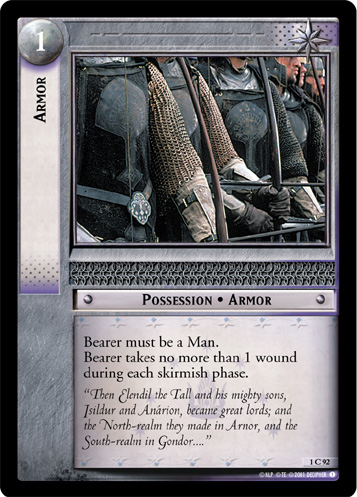 1
ARMOR
POSSESSION • ARMOR
Bearer must be a Man.
Bearer takes no more than 1 wound
during each skirmish phase.
"Then Elendil the Tall and his mighty sons,
Isildur and Anárion, became great lords; and
the North-realm they made in Arnor, and the
South-realm in Gondor...."
1 C 92
© NLP ™ TE © 2001 DECIPHER